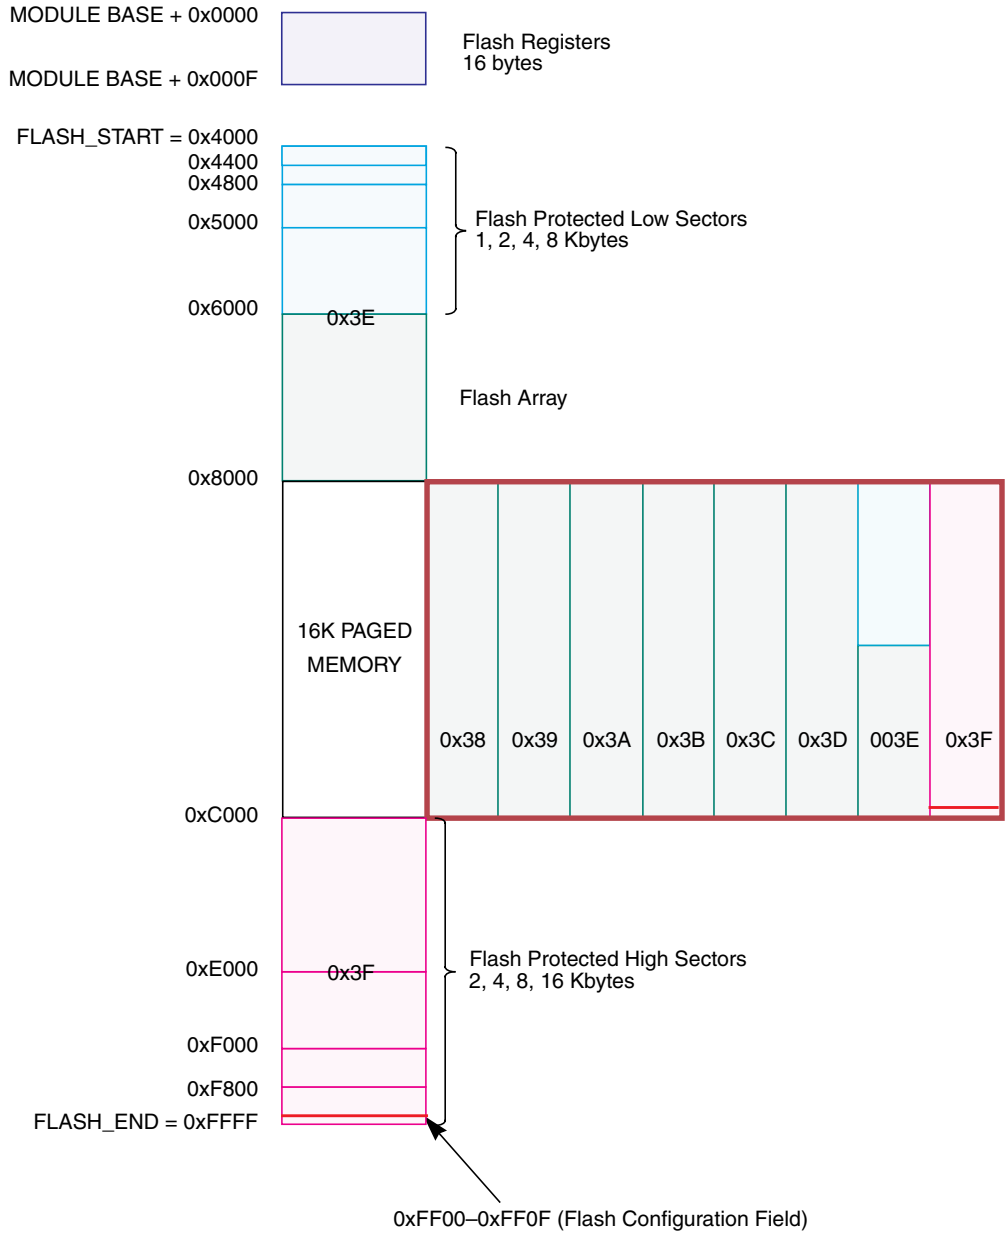 MODULE BASE + 0x0000
Flash Registers
16 bytes
MODULE BASE + 0x000F
FLASH_START = 0x4000
0x4400
0x4800
0x5000
Flash Protected Low Sectors
1, 2, 4, 8 Kbytes
0x6000
0x3E
Flash Array
0x8000
16K PAGED
MEMORY
0x38 0x39 0x3A 0x3B 0x3C 0x3D 003E 0x3F
0xC000
Flash Protected High Sectors
2, 4, 8, 16 Kbytes
0xE000
0x3F
0xF000
0xF800
FLASH_END = 0xFFFF
0xFF00–0xFF0F (Flash Configuration Field)